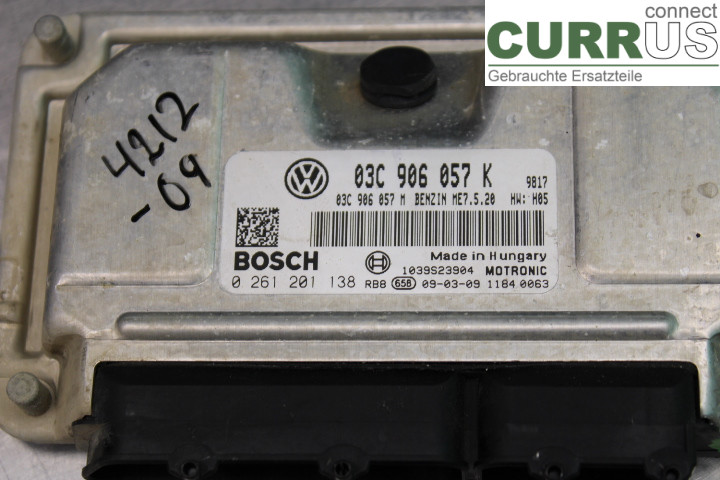 connect
CURRUS
Gebrauchte Ersatzteile
4212
-09
03C 906 057 K 9817
03C 906 057 M BENZIN ME7.5.20 HW: H05
BOSCH Made in Hungary
1039S23904 MOTRONIC
0 261 201 138 RB8 658 09-03-09 1184 0063